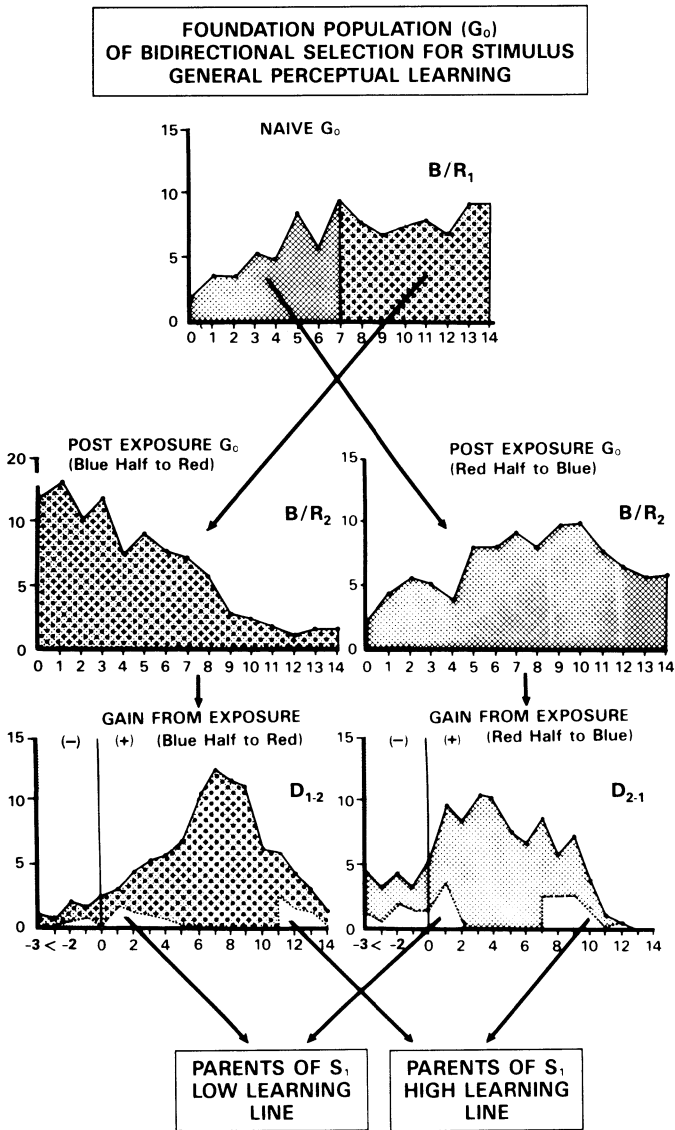 FOUNDATION POPULATION (G₀)
OF BIDIRECTIONAL SELECTION FOR STIMULUS
GENERAL PERCEPTUAL LEARNING
NAIVE G₀
B/R₁
15
10
5
0
0 1 2 3 4 5 6 7 8 9 10 11 12 13 14
POST EXPOSURE G₀
(Blue Half to Red)
B/R₂
20
10
5
0
0 1 2 3 4 5 6 7 8 9 10 11 12 13 14
POST EXPOSURE G₀
(Red Half to Blue)
B/R₂
15
10
5
0
0 1 2 3 4 5 6 7 8 9 10 11 12 13 14
GAIN FROM EXPOSURE
(−) (+) (Blue Half to Red)
D₁₋₂
15
10
5
0
-3 < -2 0 2 4 6 8 10 12 14
GAIN FROM EXPOSURE
(−) (+) (Red Half to Blue)
D₂₋₁
15
10
5
0
-3 < -2 0 2 4 6 8 10 12 14
PARENTS OF S₁
LOW LEARNING
LINE
PARENTS OF S₁
HIGH LEARNING
LINE